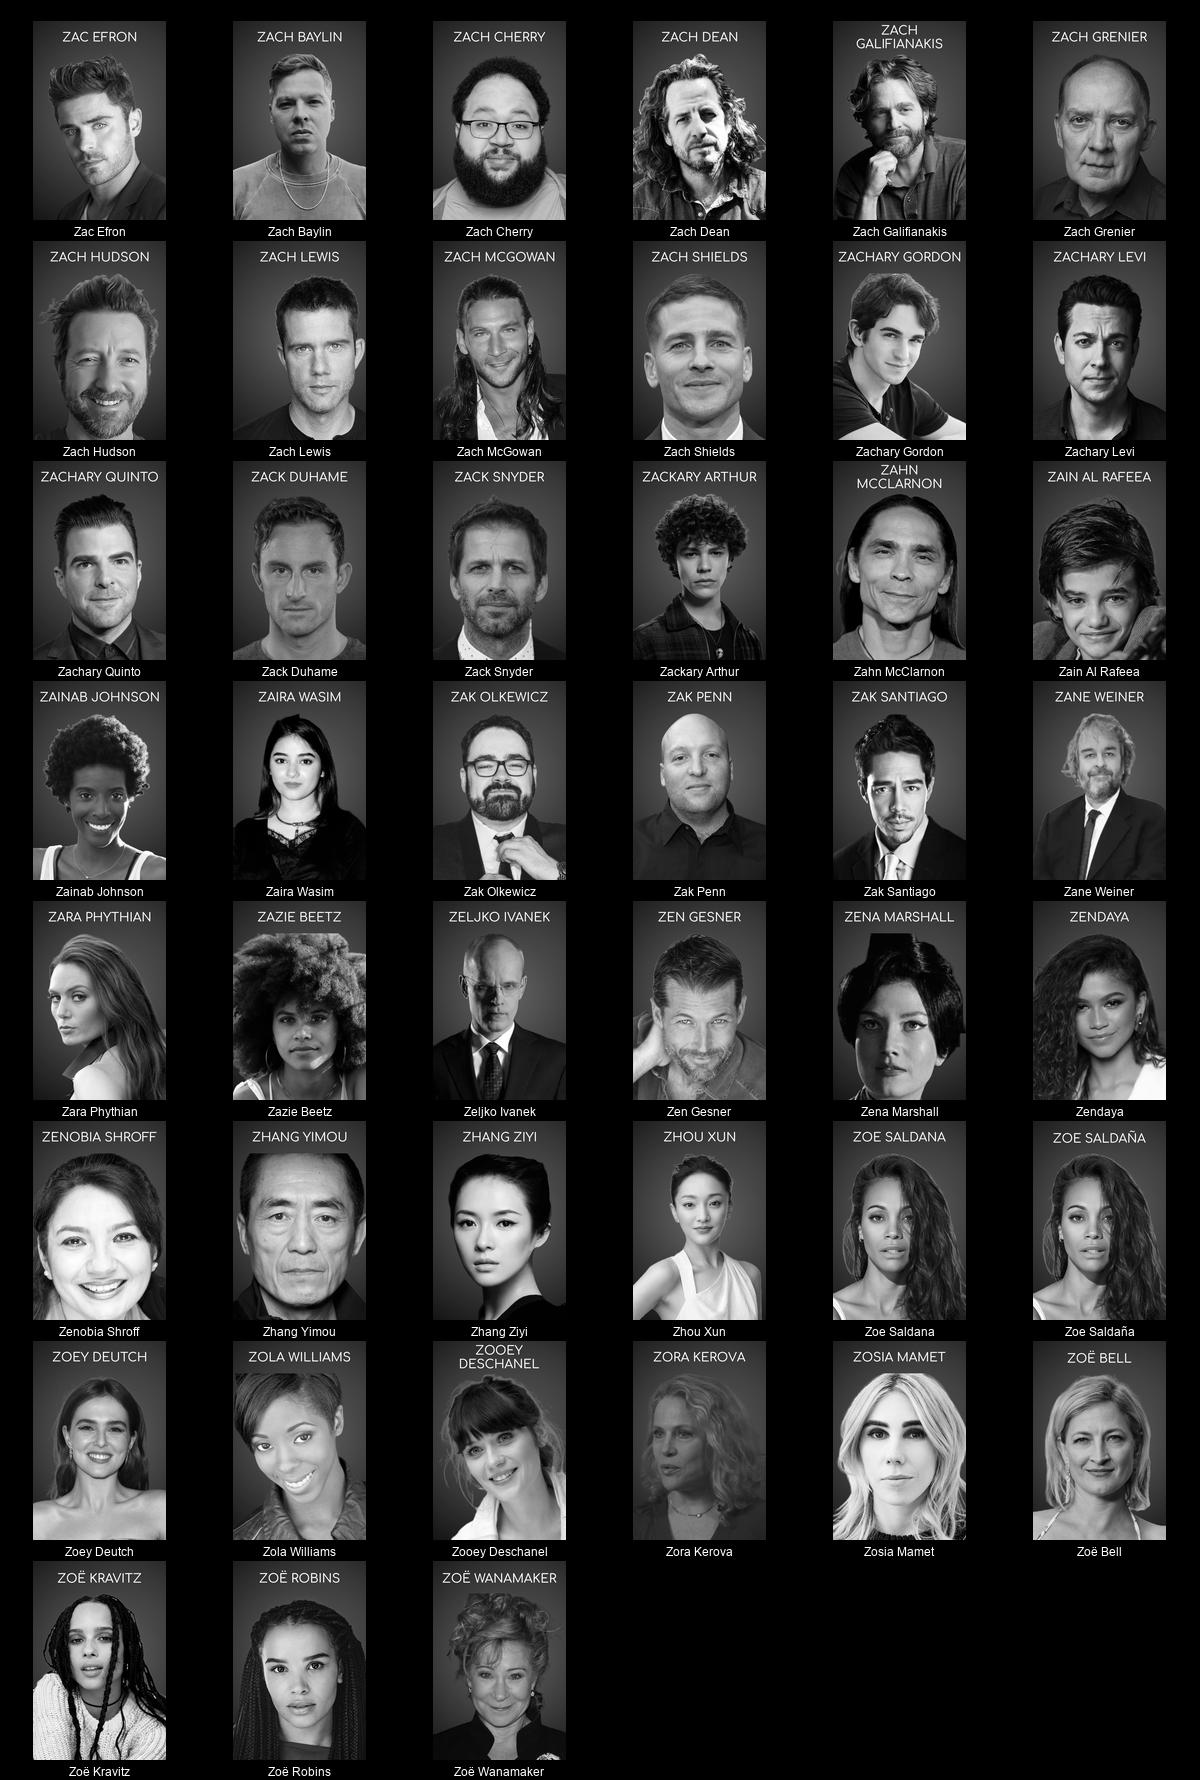 ZAC EFRON
ZACH BAYLIN
ZACH CHERRY
ZACH DEAN
ZACH
GALIFIANAKIS
ZACH GRENIER
Zac Efron
Zach Baylin
Zach Cherry
Zach Dean
Zach Galifianakis
Zach Grenier
ZACH HUDSON
ZACH LEWIS
ZACH MCGOWAN
ZACH SHIELDS
ZACHARY GORDON
ZACHARY LEVI
Zach Hudson
Zach Lewis
Zach McGowan
Zach Shields
Zachary Gordon
Zachary Levi
ZACHARY QUINTO
ZACK DUHAME
ZACK SNYDER
ZACKARY ARTHUR
ZAHN
MCCLARNON
ZAIN AL RAFEEA
Zachary Quinto
Zack Duhame
Zack Snyder
Zackary Arthur
Zahn McClarnon
Zain Al Rafeea
ZAINAB JOHNSON
ZAIRA WASIM
ZAK OLKEWICZ
ZAK PENN
ZAK SANTIAGO
ZANE WEINER
Zainab Johnson
Zaira Wasim
Zak Olkewicz
Zak Penn
Zak Santiago
Zane Weiner
ZARA PHYTHIAN
ZAZIE BEETZ
ZELJKO IVANEK
ZEN GESNER
ZENA MARSHALL
ZENDAYA
Zara Phythian
Zazie Beetz
Zeljko Ivanek
Zen Gesner
Zena Marshall
Zendaya
ZENOBIA SHROFF
ZHANG YIMOU
ZHANG ZIYI
ZHOU XUN
ZOE SALDANA
ZOE SALDAÑA
Zenobia Shroff
Zhang Yimou
Zhang Ziyi
Zhou Xun
Zoe Saldana
Zoe Saldaña
ZOEY DEUTCH
ZOLA WILLIAMS
ZOOEY
DESCHANEL
ZORA KEROVA
ZOSIA MAMET
ZOË BELL
Zoey Deutch
Zola Williams
Zooey Deschanel
Zora Kerova
Zosia Mamet
Zoë Bell
ZOË KRAVITZ
ZOË ROBINS
ZOË WANAMAKER
Zoë Kravitz
Zoë Robins
Zoë Wanamaker